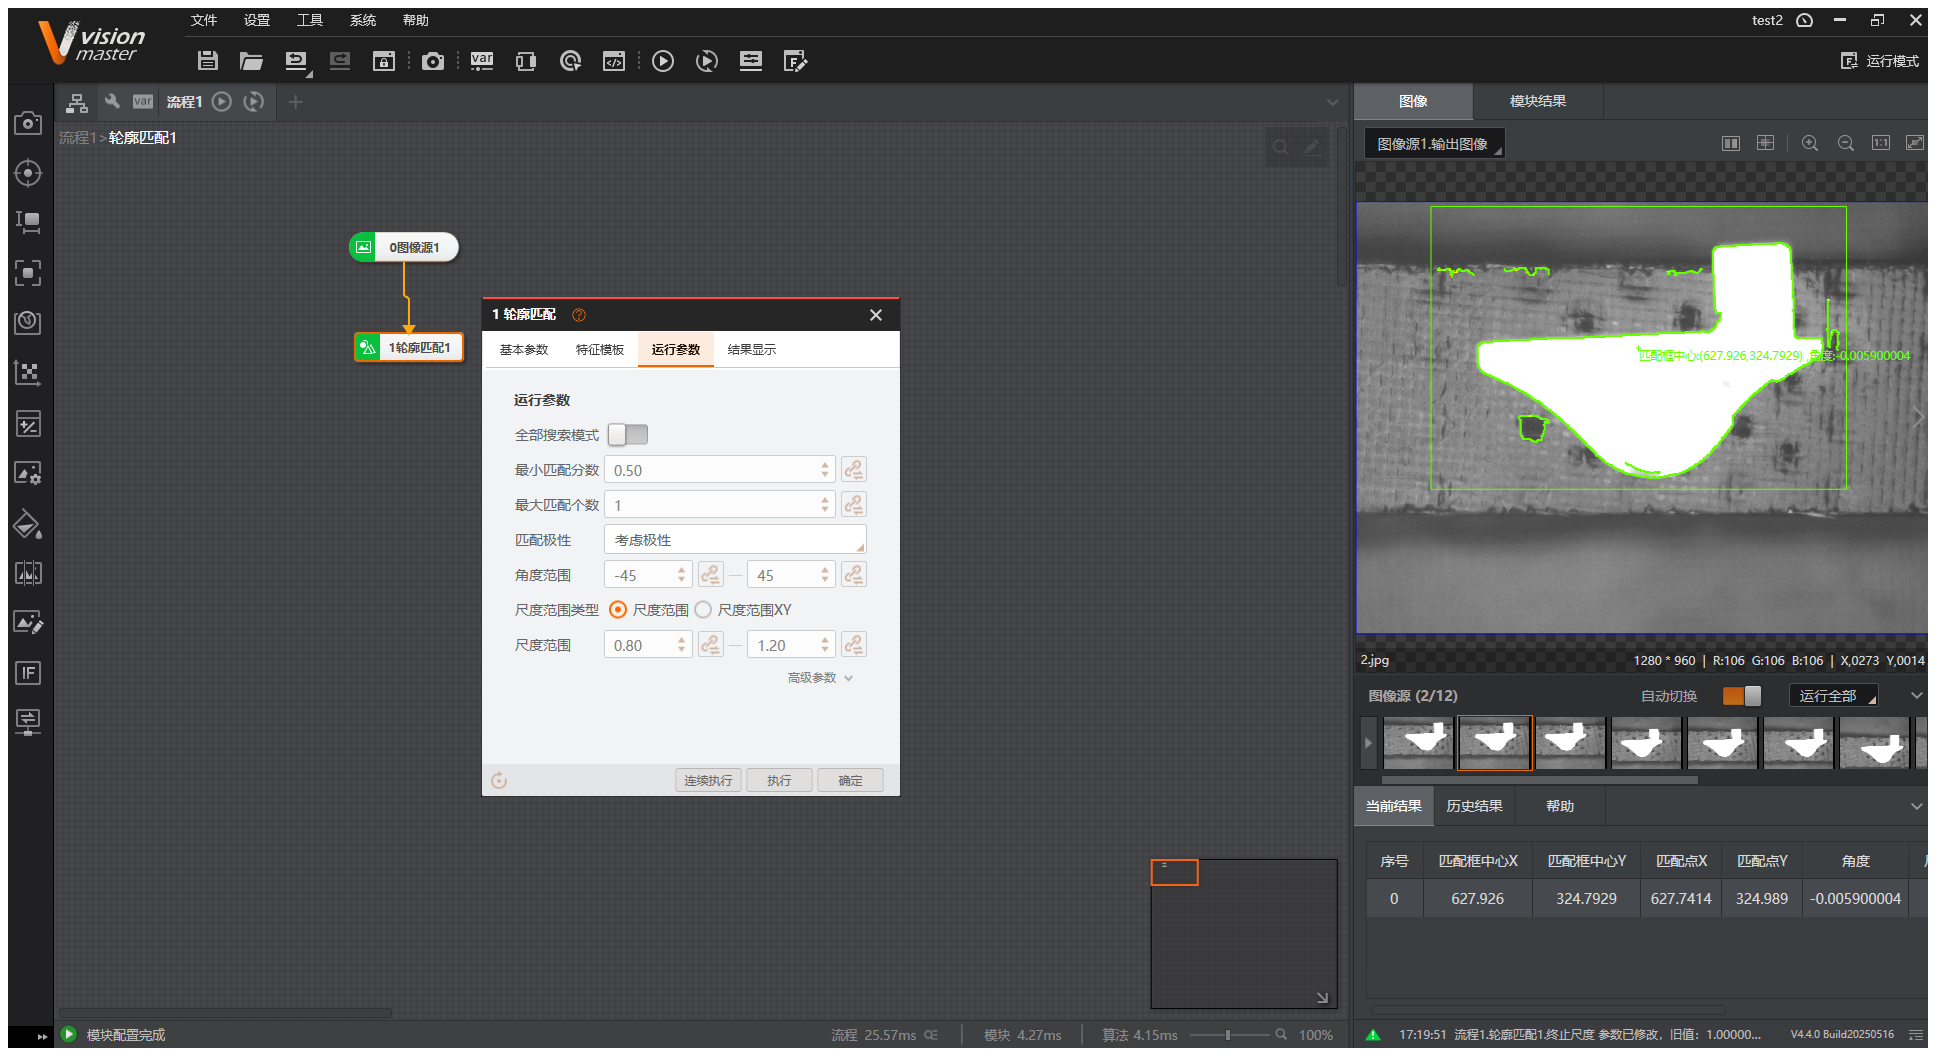 vision master
文件 设置 工具 系统 帮助
test2
var
运行模式
var 流程1
流程1>轮廓匹配1
0图像源1
1轮廓匹配1
1 轮廓匹配
基本参数 特征模板 运行参数 结果显示
运行参数
全部搜索模式
最小匹配分数 0.50
最大匹配个数 1
匹配极性 考虑极性
角度范围 -45 — 45
尺度范围类型 尺度范围 尺度范围XY
尺度范围 0.80 — 1.20
高级参数
连续执行 执行 确定
IF
图像 模块结果
图像源1.输出图像
1:1
匹配框中心:(627.926,324.7929) ,角度:-0.005900004
2.jpg 1280 * 960 | R:106 G:106 B:106 | X,0273 Y,0014
图像源 (2/12) 自动切换 运行全部
当前结果 历史结果 帮助
序号 匹配框中心X 匹配框中心Y 匹配点X 匹配点Y 角度
0 627.926 324.7929 627.7414 324.989 -0.005900004
模块配置完成 流程 25.57ms 模块 4.27ms 算法 4.15ms 100%
17:19:51 流程1.轮廓匹配1.终止尺度 参数已修改，旧值：1.00000... V4.4.0 Build20250516